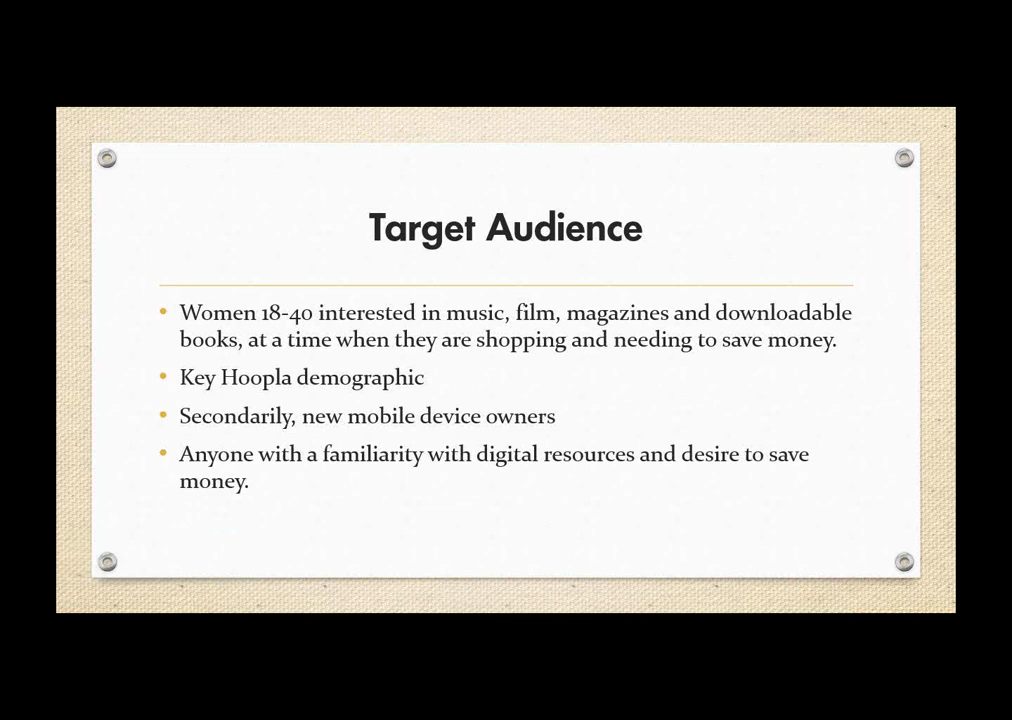 Target Audience
• Women 18-40 interested in music, film, magazines and downloadable
books, at a time when they are shopping and needing to save money.
• Key Hoopla demographic
• Secondarily, new mobile device owners
• Anyone with a familiarity with digital resources and desire to save
money.